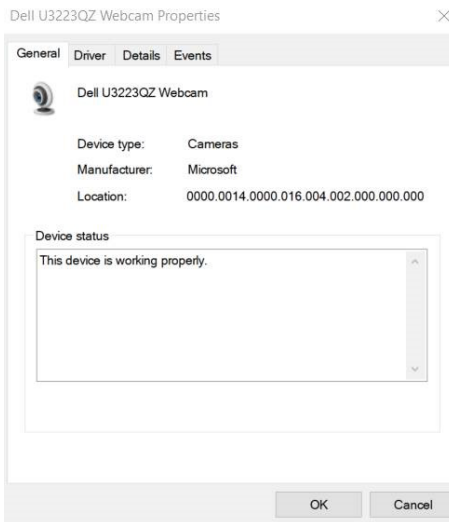 Dell U3223QZ Webcam Properties
General Driver Details Events
Dell U3223QZ Webcam
Device type: Cameras
Manufacturer: Microsoft
Location: 0000.0014.0000.016.004.002.000.000.000
Device status
This device is working properly.
OK Cancel